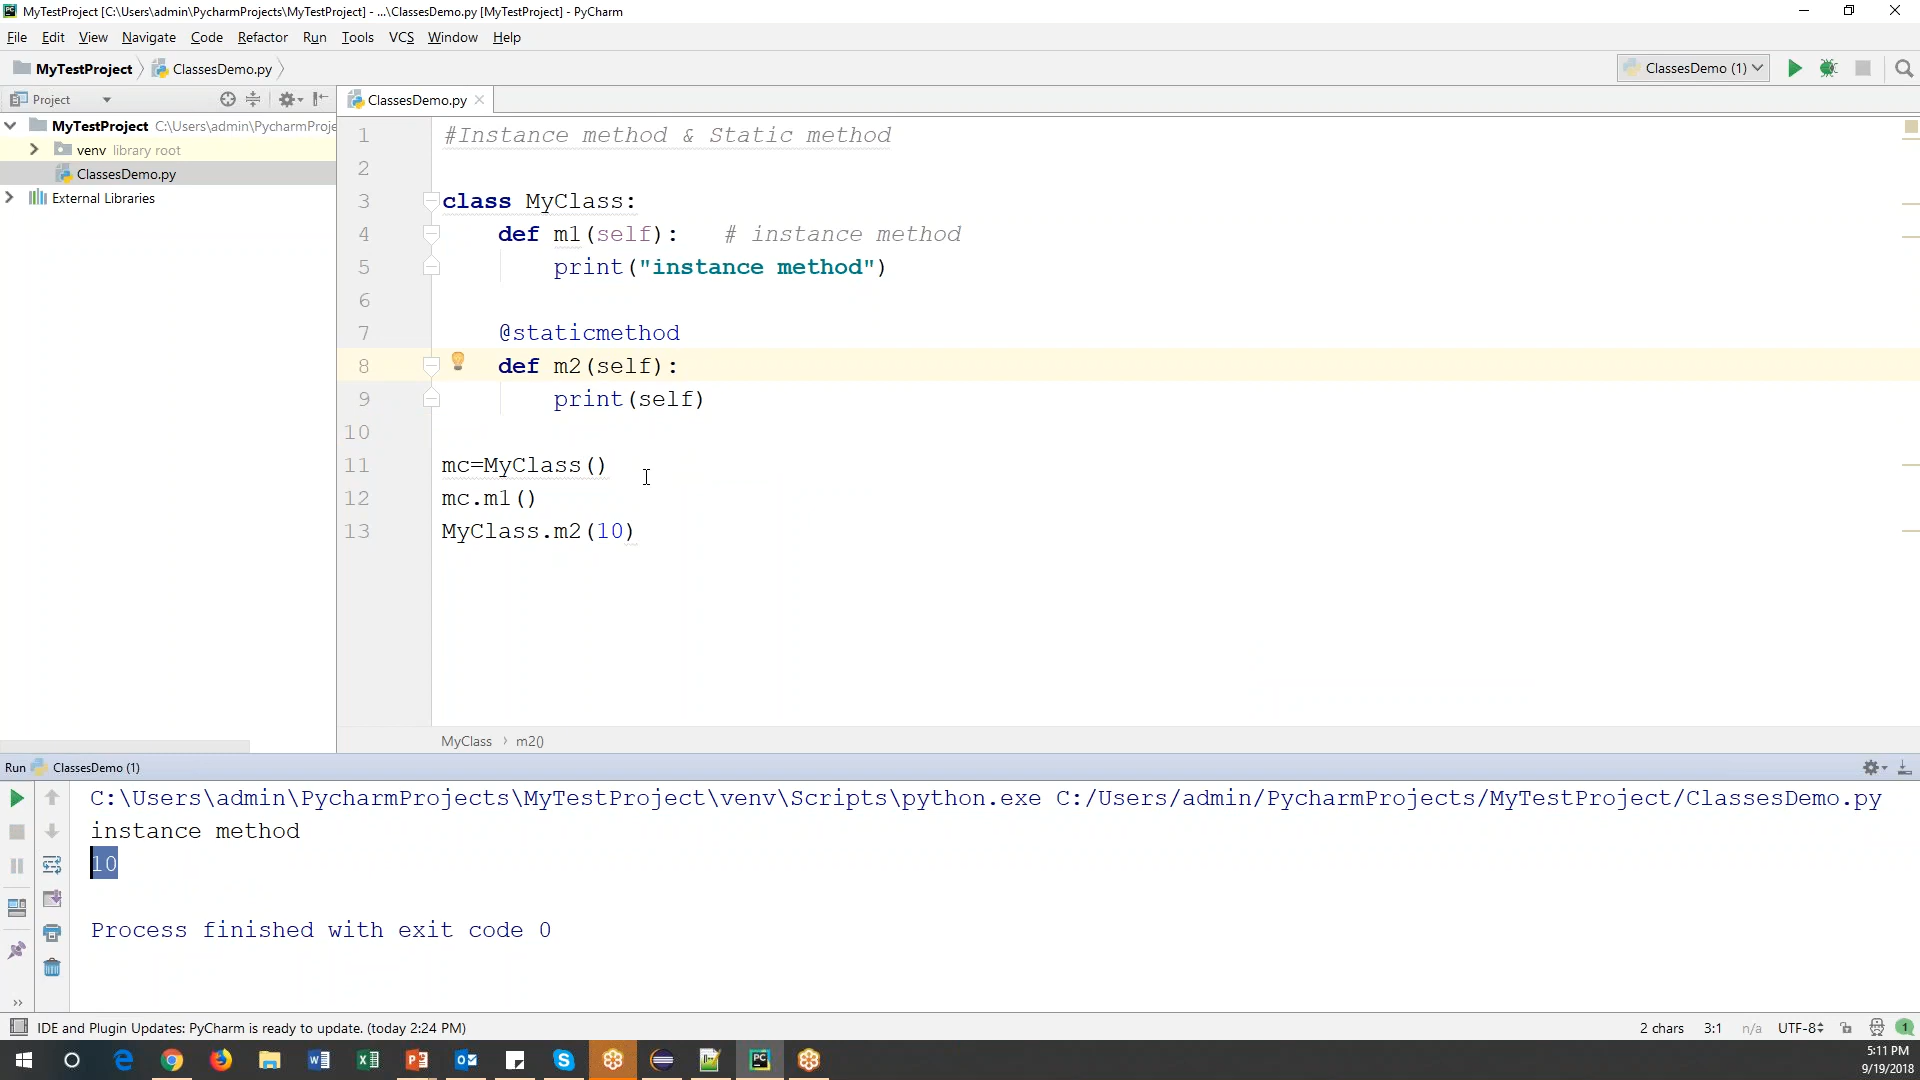 MyTestProject [C:\Users\admin\PycharmProjects\MyTestProject] - ...\ClassesDemo.py [MyTestProject] - PyCharm
File Edit View Navigate Code Refactor Run Tools VCS Window Help
MyTestProject ClassesDemo.py ClassesDemo (1)
Project ClassesDemo.py
MyTestProject C:\Users\admin\PycharmProje
venv library root
ClassesDemo.py
External Libraries
1 #Instance method & Static method
2
3 class MyClass:
4 def m1(self): # instance method
5 print("instance method")
6
7 @staticmethod
8 def m2(self):
9 print(self)
10
11 mc=MyClass()
12 mc.m1()
13 MyClass.m2(10)
MyClass › m2()
Run ClassesDemo (1)
C:\Users\admin\PycharmProjects\MyTestProject\venv\Scripts\python.exe C:/Users/admin/PycharmProjects/MyTestProject/ClassesDemo.py
instance method
10
Process finished with exit code 0
IDE and Plugin Updates: PyCharm is ready to update. (today 2:24 PM) 2 chars 3:1 n/a UTF-8 1
5:11 PM
9/19/2018